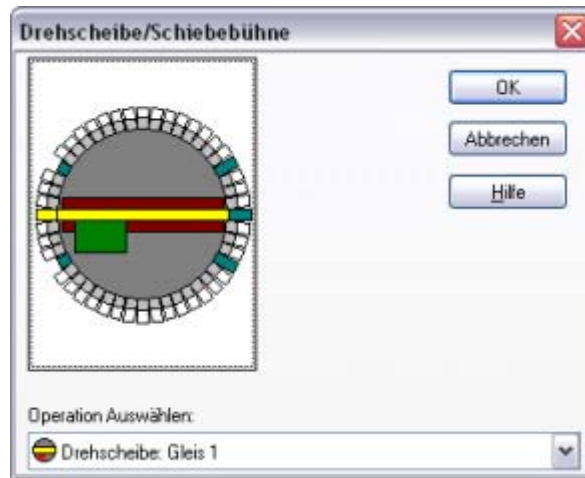 Drehscheibe/Schiebebühne
OK
Abbrechen
Hilfe
Operation Auswählen:
Drehscheibe: Gleis 1